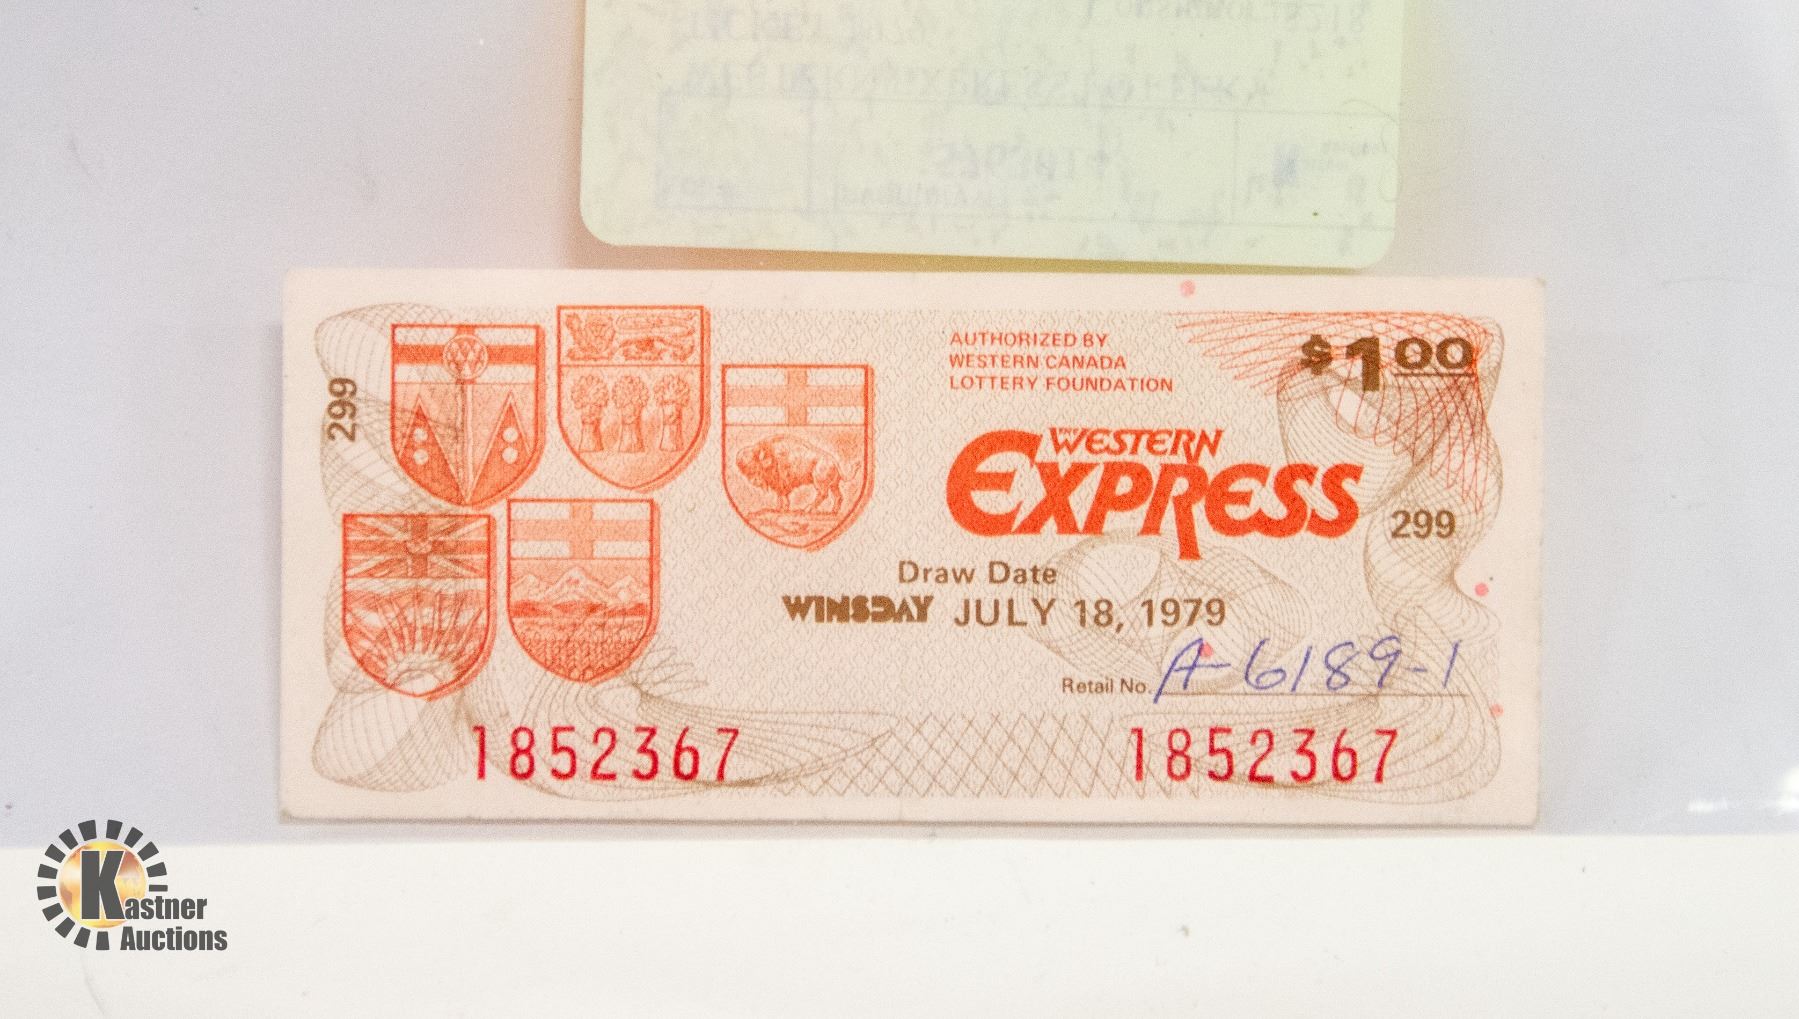 299
AUTHORIZED BY
WESTERN CANADA
LOTTERY FOUNDATION
$1.00
THE WESTERN
EXPRESS
299
Draw Date
WINSDAY JULY 18, 1979
Retail No. A-6189-1
1852367 1852367
Kastner
Auctions